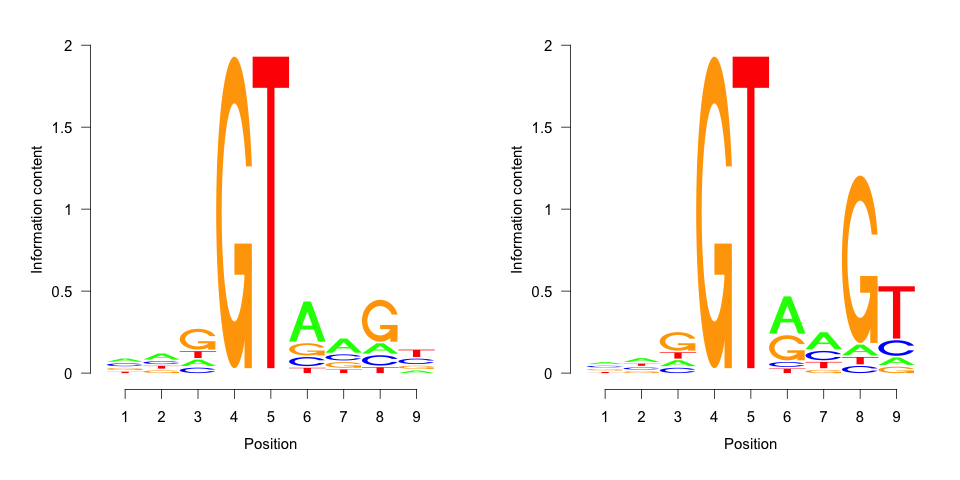 2
1.5
1
0.5
0
Information content
1 2 3 4 5 6 7 8 9
Position
G T A G A G T
2
1.5
1
0.5
0
Information content
1 2 3 4 5 6 7 8 9
Position
G T A G A G T C